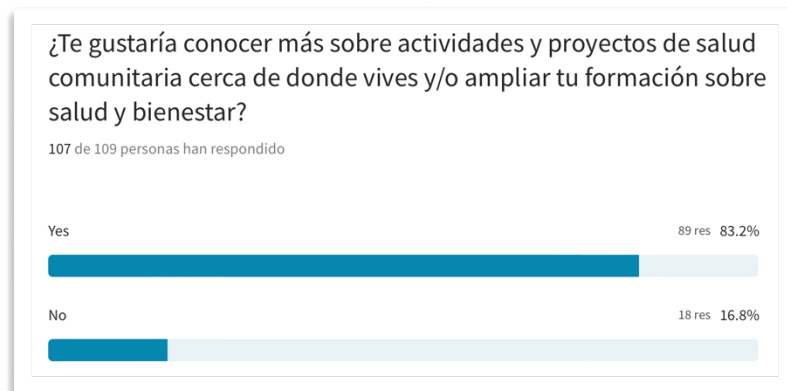 ¿Te gustaría conocer más sobre actividades y proyectos de salud
comunitaria cerca de donde vives y/o ampliar tu formación sobre
salud y bienestar?
107 de 109 personas han respondido
Yes 89 res 83.2%
No 18 res 16.8%